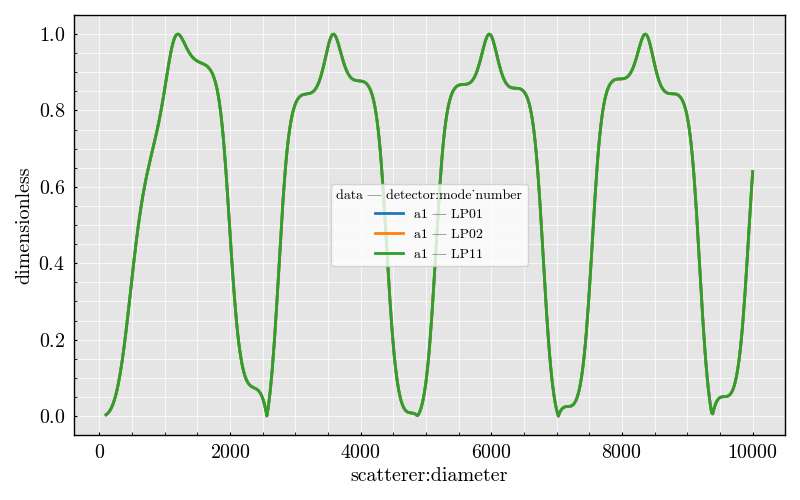 1.0
0.8
0.6
0.4
0.2
0.0
dimensionless
data — detector:mode˙number
a1 — LP01
a1 — LP02
a1 — LP11
0 2000 4000 6000 8000 10000
scatterer:diameter